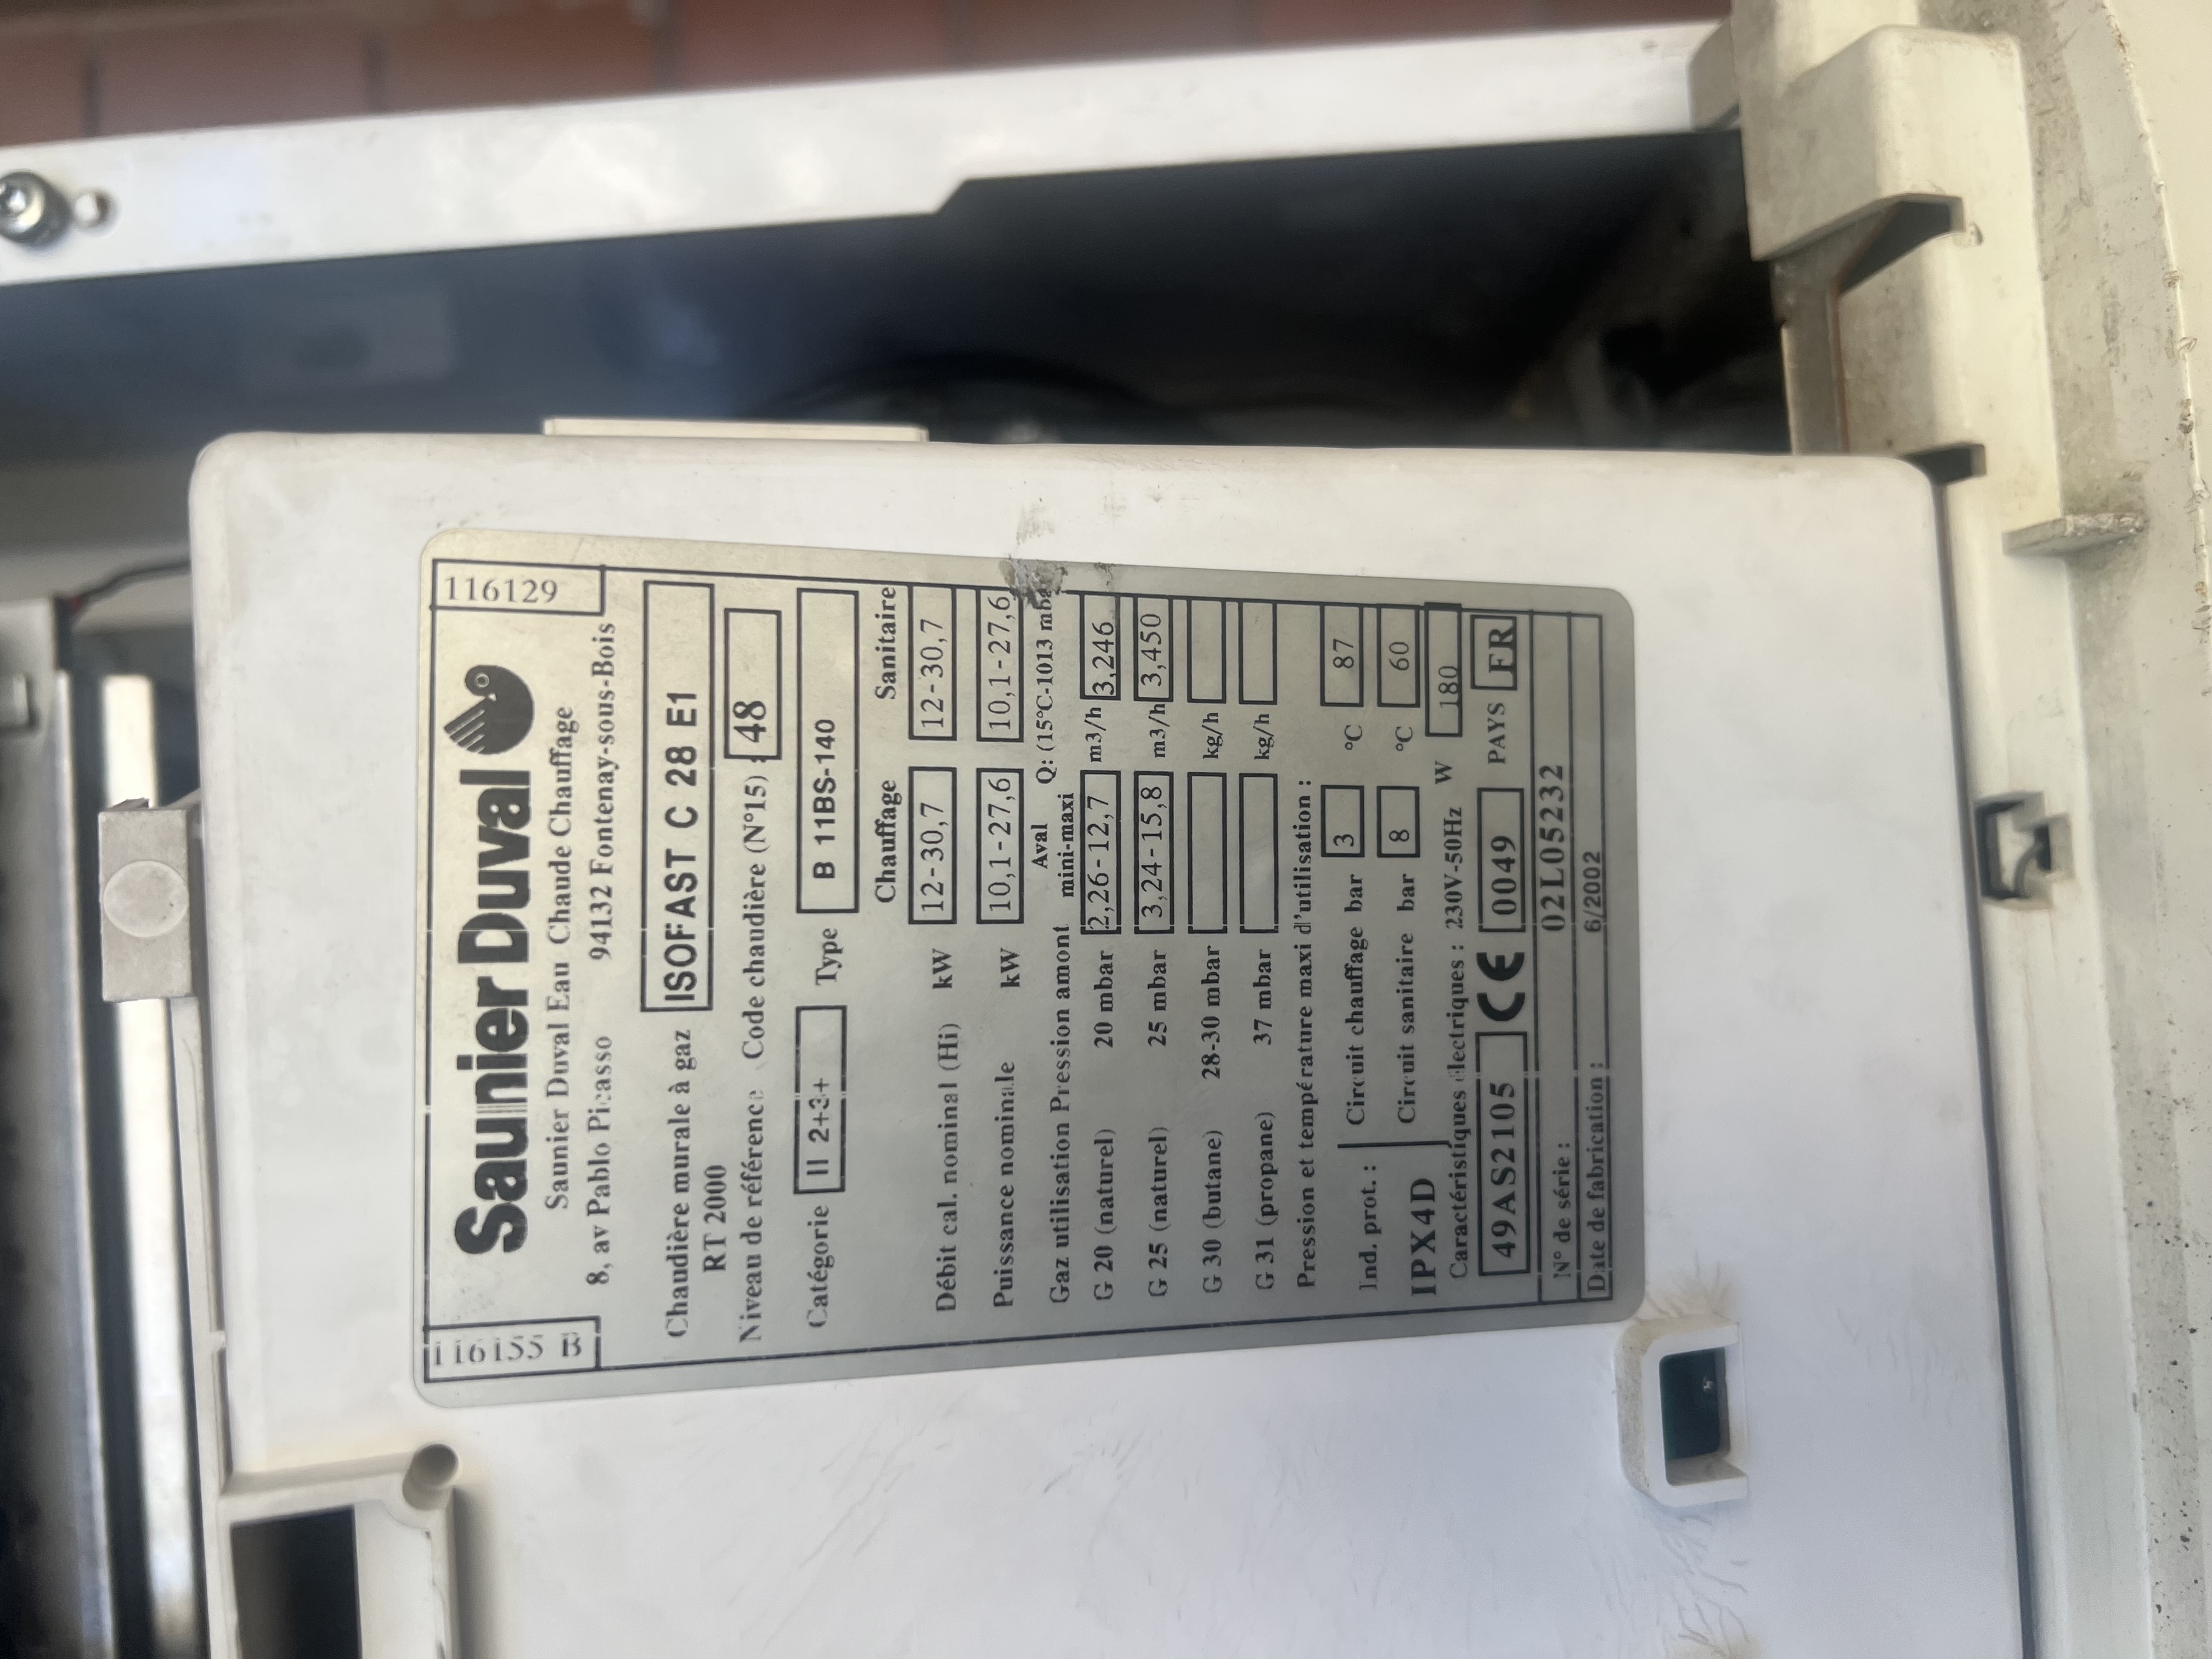 116155 B
116129
Saunier Duval
Saunier Duval Eau Chaude Chauffage
8, av Pablo Picasso 94132 Fontenay-sous-Bois
Chaudière murale à gaz ISOFAST C 28 E1
RT 2000
Niveau de référence Code chaudière (N°15) : 48
Catégorie II 2+3+ Type B 11BS-140
Chauffage Sanitaire
Débit cal. nominal (Hi) kW 12-30,7 12-30,7
Puissance nominale kW 10,1-27,6 10,1-27,6
Aval
Gaz utilisation Pression amont mini-maxi Q: (15°C-1013 mba
G 20 (naturel) 20 mbar 2,26-12,7 m3/h 3,246
G 25 (naturel) 25 mbar 3,24-15,8 m3/h 3,450
G 30 (butane) 28-30 mbar kg/h
G 31 (propane) 37 mbar kg/h
Pression et température maxi d'utilisation :
Ind. prot. : Circuit chauffage bar 3 °C 87
IPX4D Circuit sanitaire bar 8 °C 60
Caractéristiques électriques : 230V-50Hz W 180
49AS2105 CE 0049 PAYS FR
N° de série : 02L05232
Date de fabrication : 6/2002